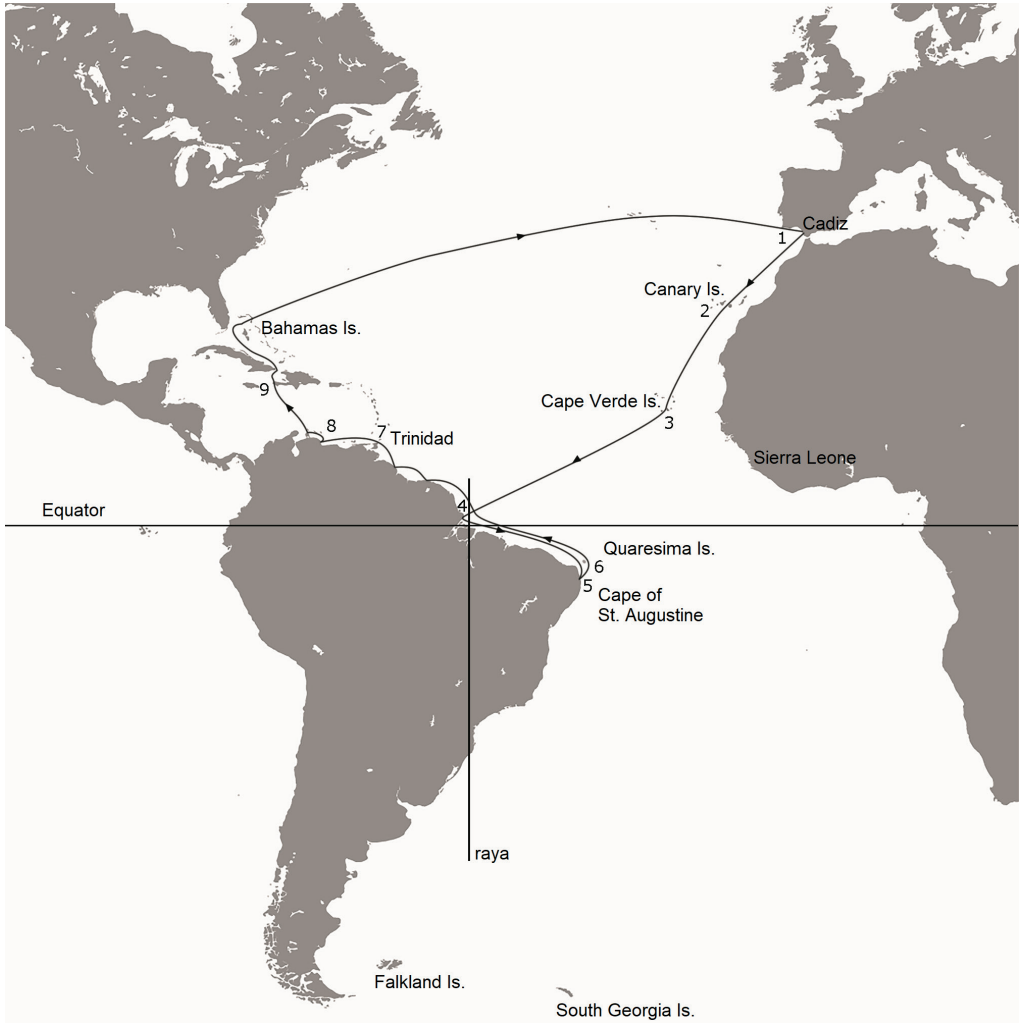 Cadiz
1
Canary Is.
2
Bahamas Is.
9
Cape Verde Is.
3
8
7
Trinidad
Sierra Leone
4
Equator
Quaresima Is.
6
5
Cape of
St. Augustine
raya
Falkland Is.
South Georgia Is.